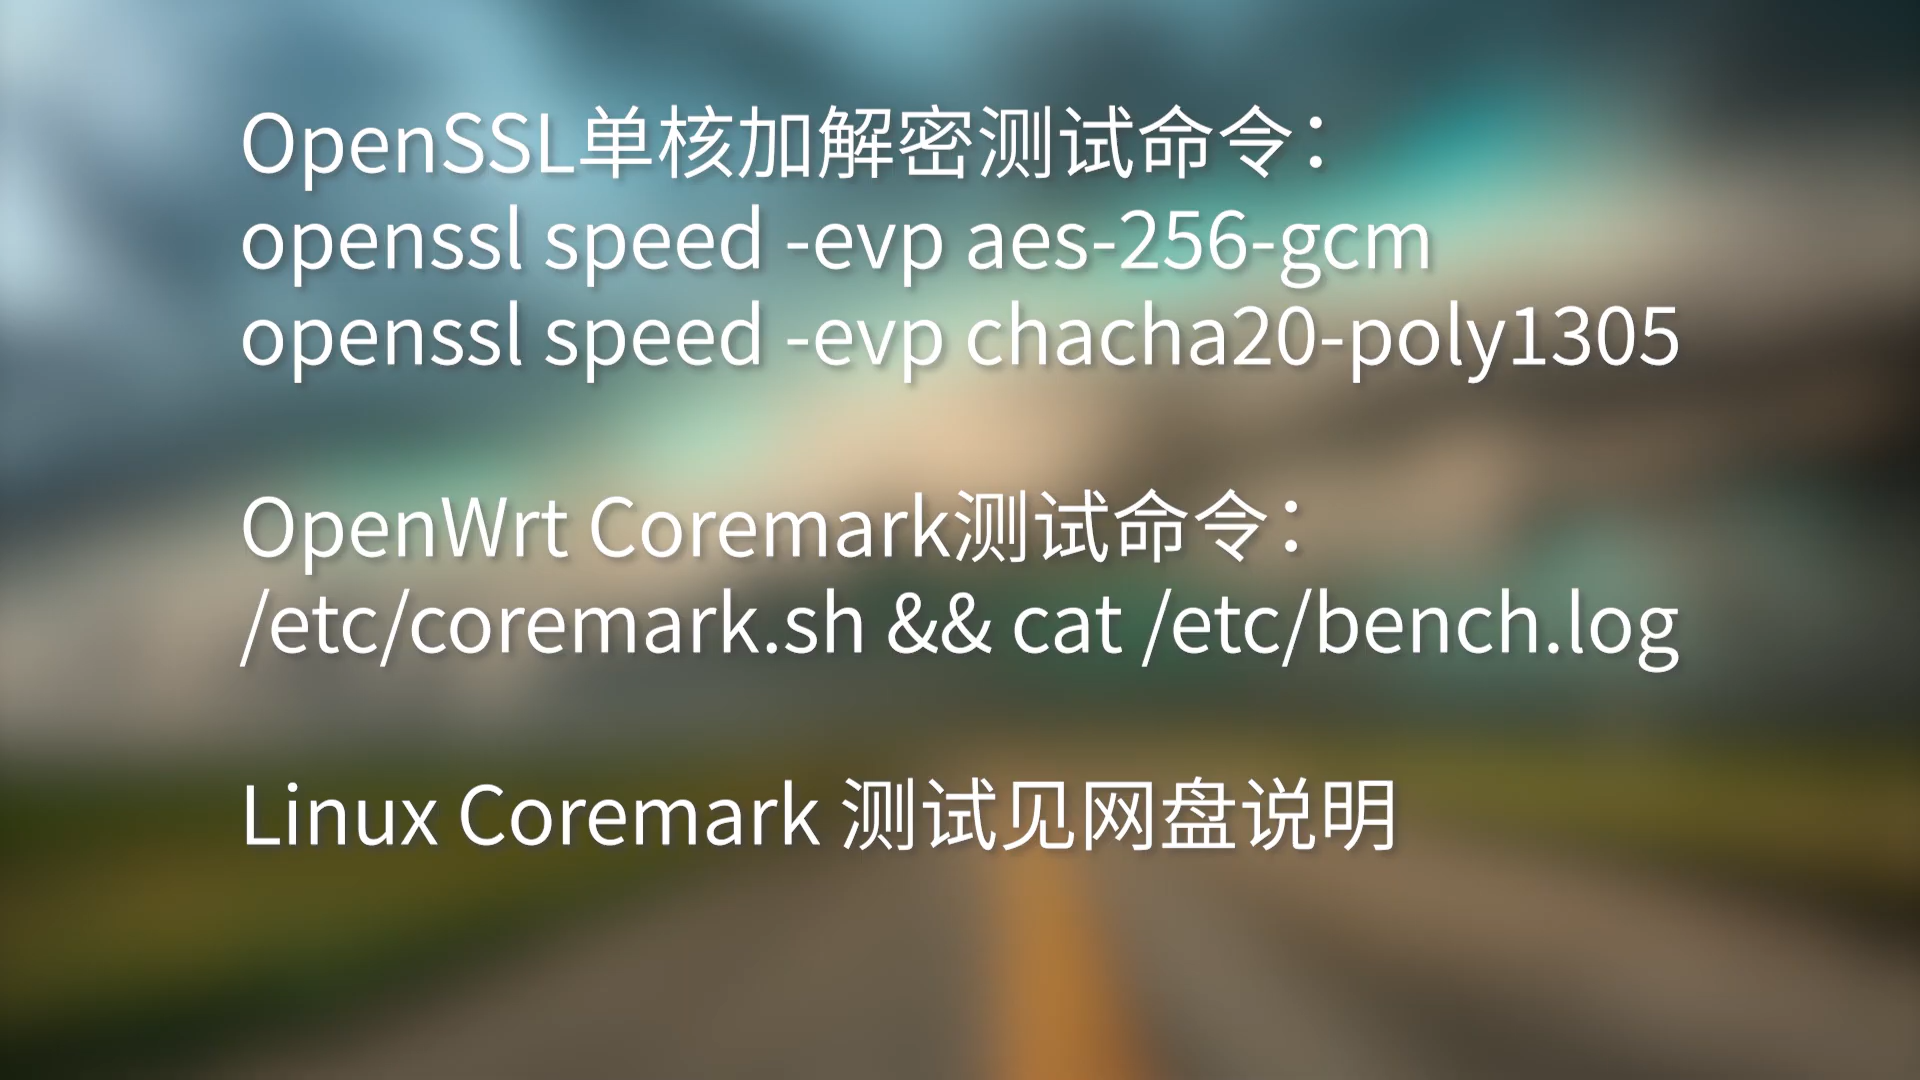 OpenSSL单核加解密测试命令：
openssl speed -evp aes-256-gcm
openssl speed -evp chacha20-poly1305
OpenWrt Coremark测试命令：
/etc/coremark.sh && cat /etc/bench.log
Linux Coremark 测试见网盘说明